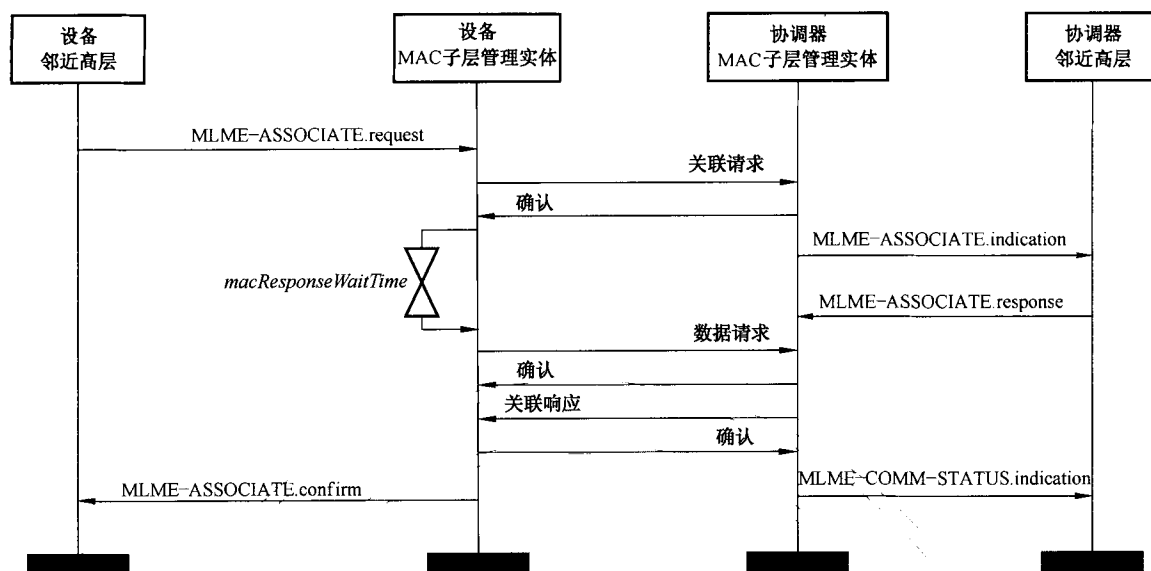 设备
邻近高层
设备
MAC子层管理实体
协调器
MAC子层管理实体
协调器
邻近高层
MLME-ASSOCIATE.request
关联请求
确认
MLME-ASSOCIATE.indication
macResponseWaitTime
MLME-ASSOCIATE.response
数据请求
确认
关联响应
确认
MLME-ASSOCIATE.confirm
MLME-COMM-STATUS.indication